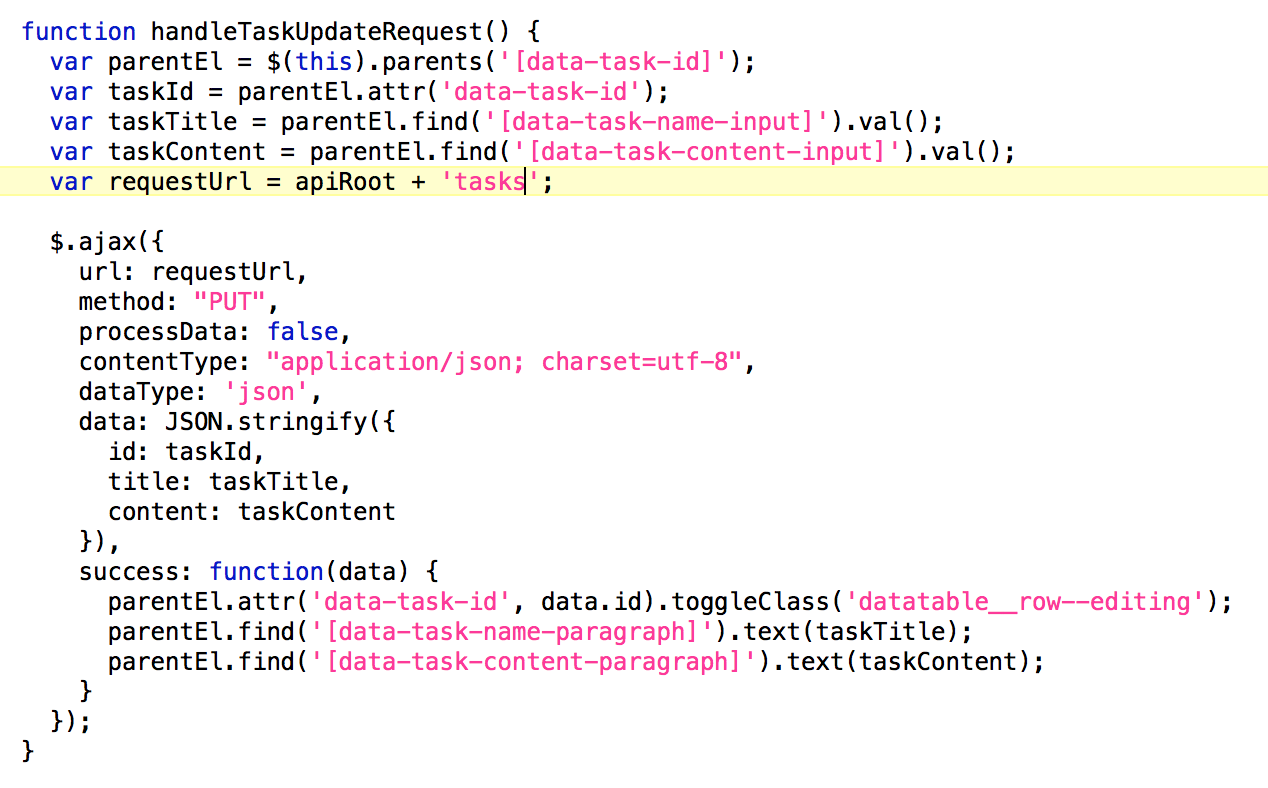 function handleTaskUpdateRequest() {
  var parentEl = $(this).parents('[data-task-id]');
  var taskId = parentEl.attr('data-task-id');
  var taskTitle = parentEl.find('[data-task-name-input]').val();
  var taskContent = parentEl.find('[data-task-content-input]').val();
  var requestUrl = apiRoot + 'tasks';

  $.ajax({
    url: requestUrl,
    method: "PUT",
    processData: false,
    contentType: "application/json; charset=utf-8",
    dataType: 'json',
    data: JSON.stringify({
      id: taskId,
      title: taskTitle,
      content: taskContent
    }),
    success: function(data) {
      parentEl.attr('data-task-id', data.id).toggleClass('datatable__row--editing');
      parentEl.find('[data-task-name-paragraph]').text(taskTitle);
      parentEl.find('[data-task-content-paragraph]').text(taskContent);
    }
  });
}